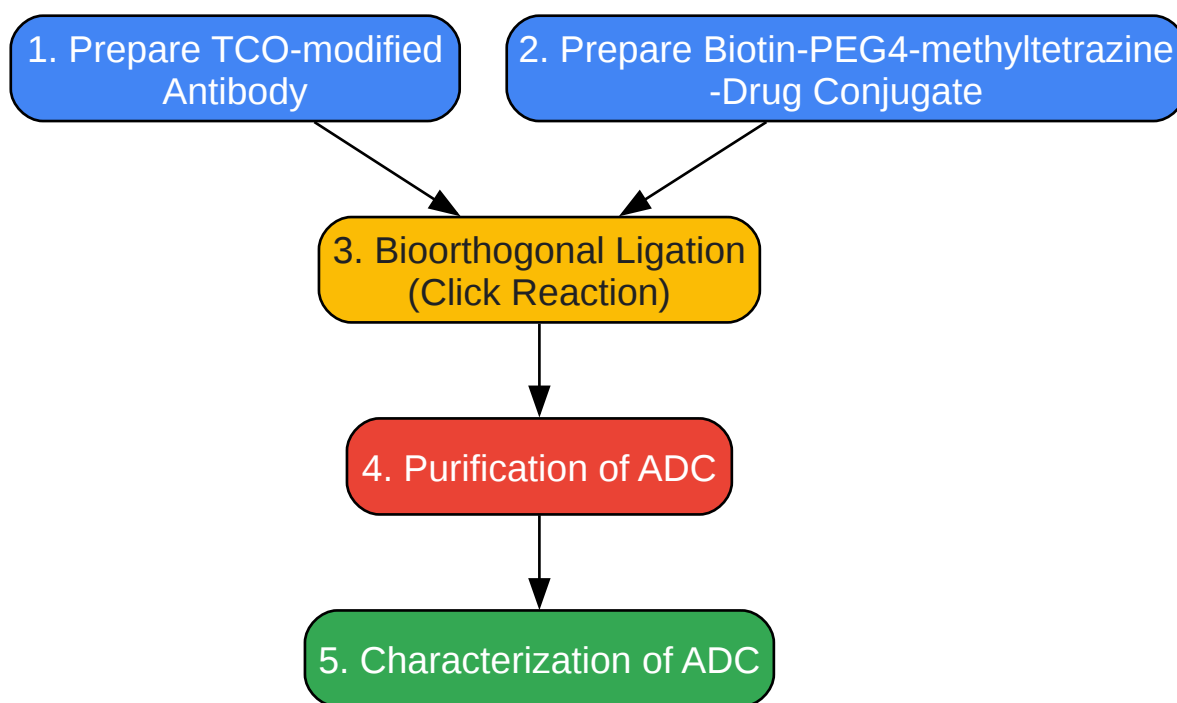 1. Prepare TCO-modified
Antibody
2. Prepare Biotin-PEG4-methyltetrazine
-Drug Conjugate
3. Bioorthogonal Ligation
(Click Reaction)
4. Purification of ADC
5. Characterization of ADC